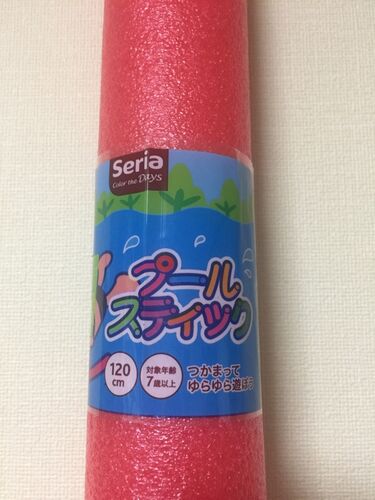 Seria
Color the Days
プール
スティック
120
cm
対象年齢
7歳以上
つかまって
ゆらゆら遊ぼう